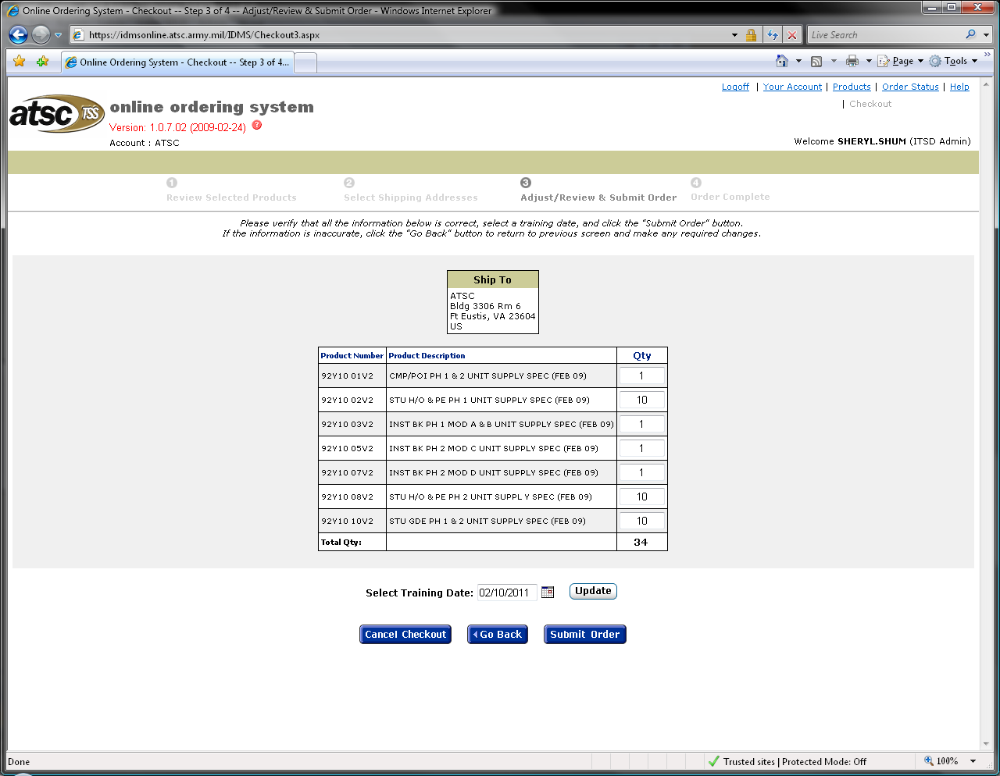 Online Ordering System - Checkout -- Step 3 of 4 -- Adjust/Review & Submit Order - Windows Internet Explorer
https://idmsonline.atsc.army.mil/IDMS/Checkout3.aspx
Live Search
Online Ordering System - Checkout -- Step 3 of 4...
Page
Tools
Logoff | Your Account | Products | Order Status | Help
| Checkout
atsc TSS
online ordering system
Version: 1.0.7.02 (2009-02-24) ?
Account : ATSC
Welcome SHERYL.SHUM (ITSD Admin)
1 2 3 4
Review Selected Products Select Shipping Addresses Adjust/Review & Submit Order Order Complete
Please verify that all the information below is correct, select a training date, and click the "Submit Order" button.
If the information is inaccurate, click the "Go Back" button to return to previous screen and make any required changes.
Ship To
ATSC
Bldg 3306 Rm 6
Ft Eustis, VA 23604
US
Product Number Product Description Qty
92Y10 01V2 CMP/POI PH 1 & 2 UNIT SUPPLY SPEC (FEB 09) 1
92Y10 02V2 STU H/O & PE PH 1 UNIT SUPPLY SPEC (FEB 09) 10
92Y10 03V2 INST BK PH 1 MOD A & B UNIT SUPPLY SPEC (FEB 09) 1
92Y10 05V2 INST BK PH 2 MOD C UNIT SUPPLY SPEC (FEB 09) 1
92Y10 07V2 INST BK PH 2 MOD D UNIT SUPPLY SPEC (FEB 09) 1
92Y10 08V2 STU H/O & PE PH 2 UNIT SUPPL Y SPEC (FEB 09) 10
92Y10 10V2 STU GDE PH 1 & 2 UNIT SUPPLY SPEC (FEB 09) 10
Total Qty: 34
Select Training Date: 02/10/2011 Update
Cancel Checkout Go Back Submit Order
Done
Trusted sites | Protected Mode: Off
100%